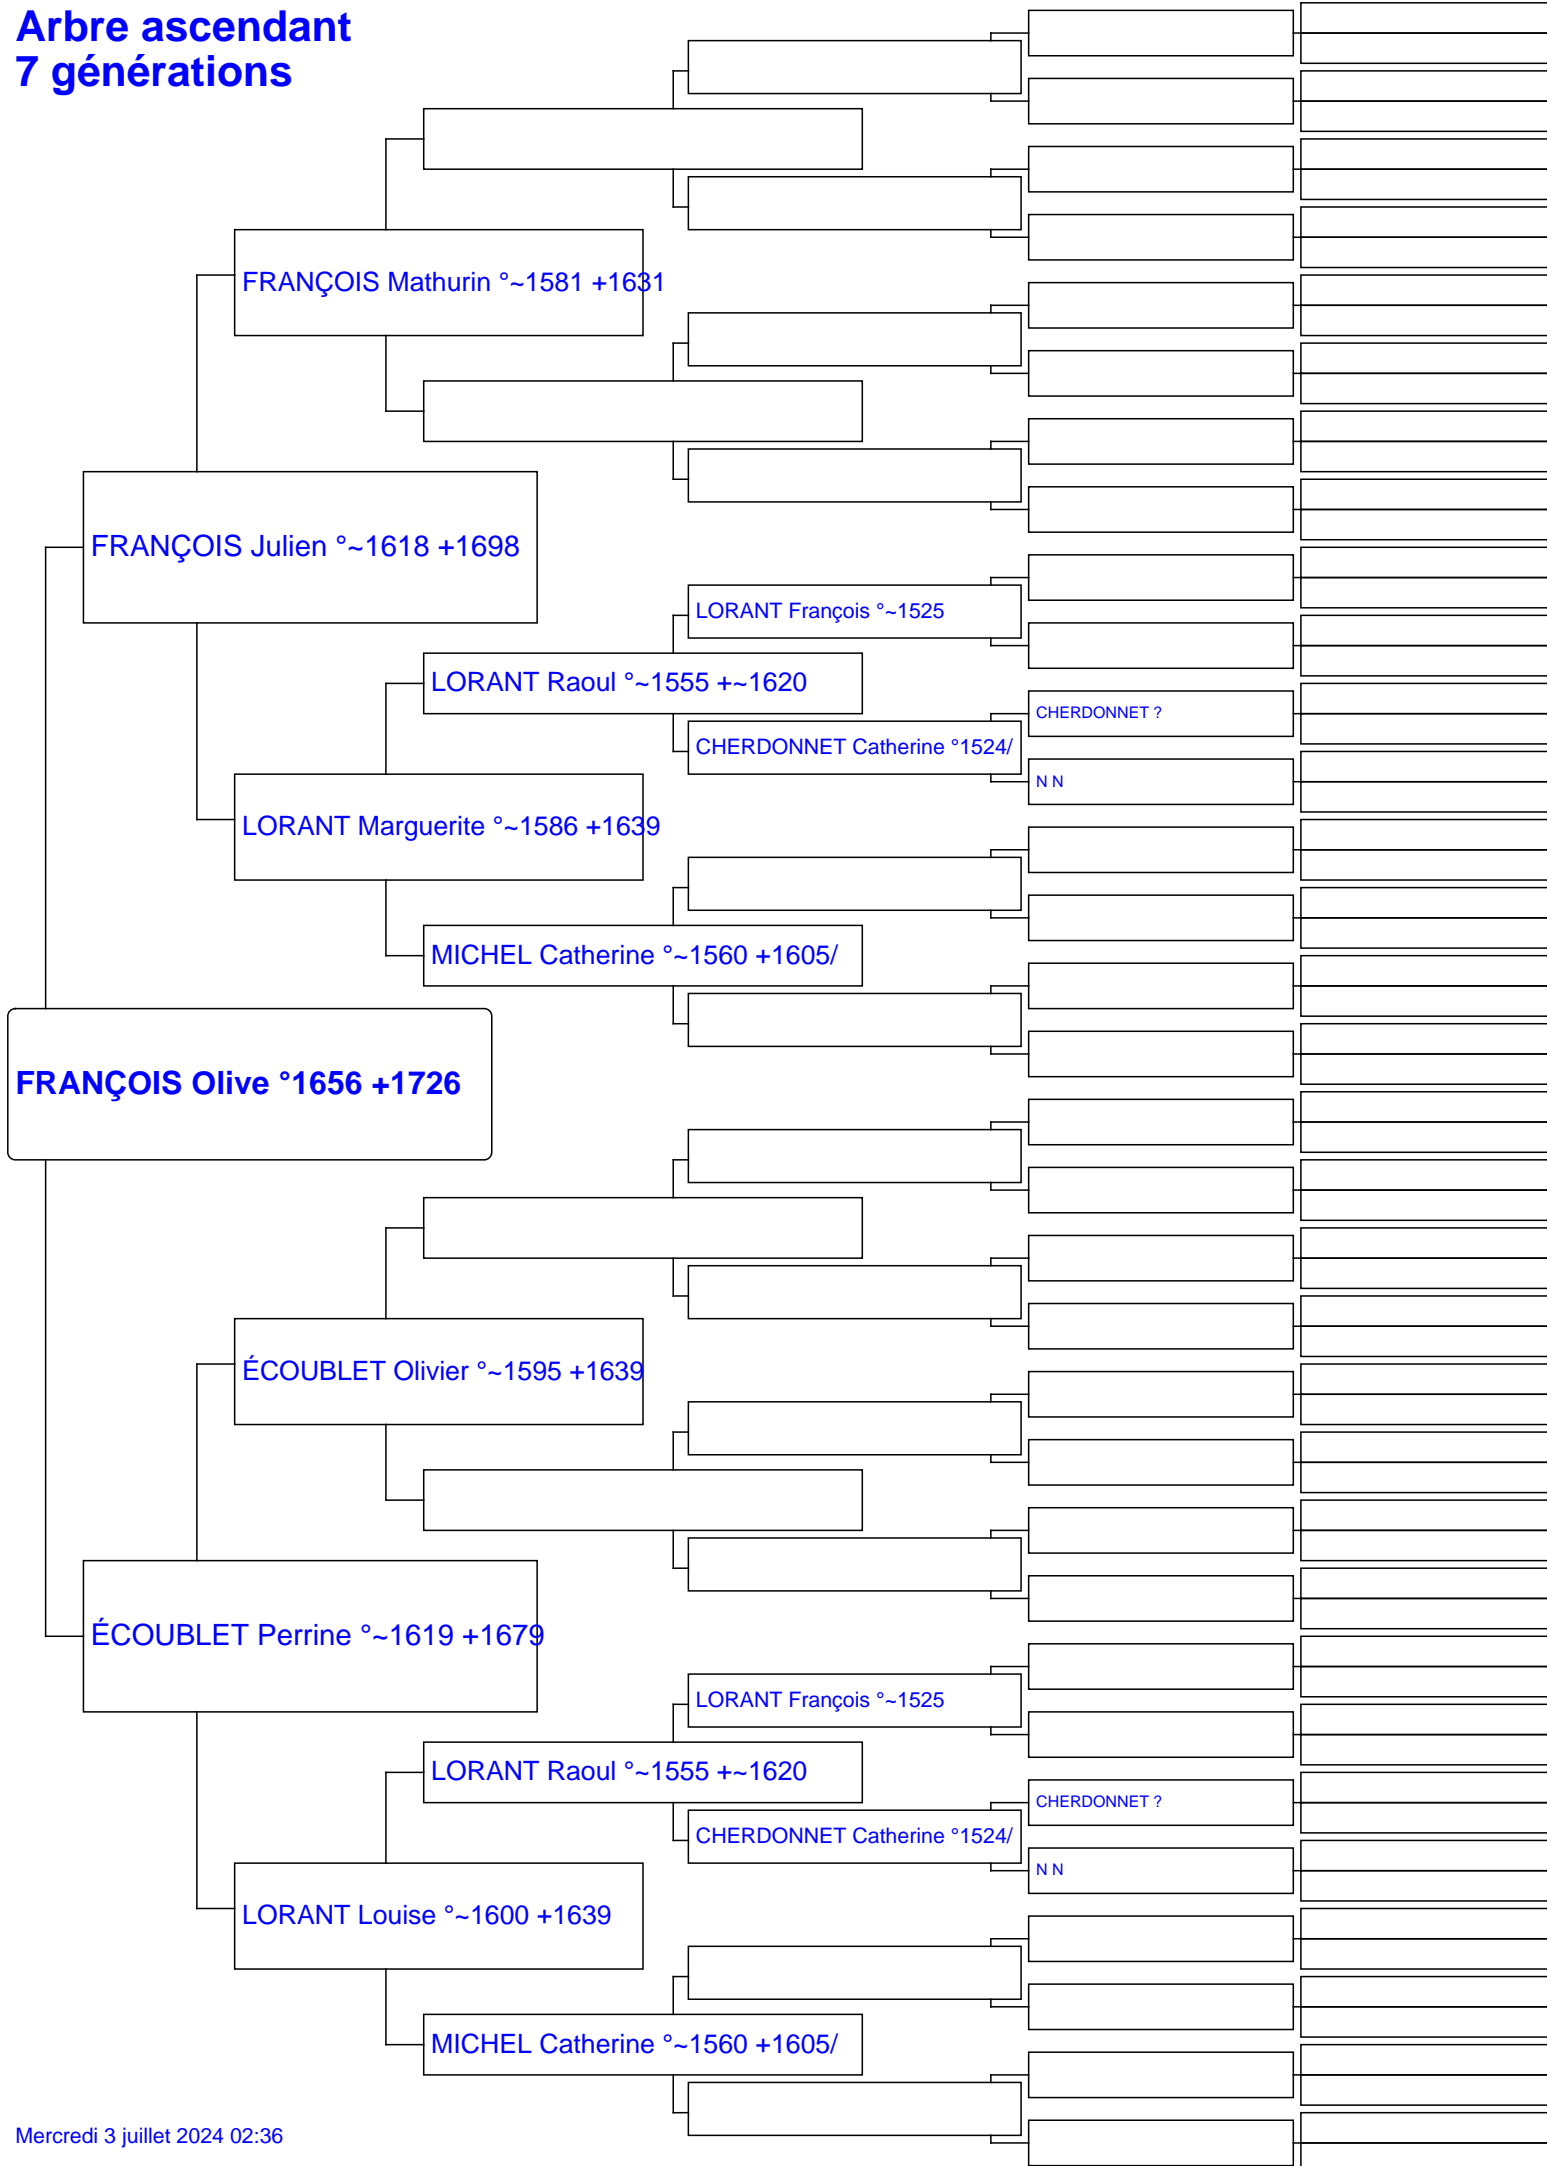 Arbre ascendant
7 générations
FRANÇOIS Mathurin °~1581 +1631
FRANÇOIS Julien °~1618 +1698
LORANT François °~1525
LORANT Raoul °~1555 +~1620
CHERDONNET ?
CHERDONNET Catherine °1524/
N N
LORANT Marguerite °~1586 +1639
MICHEL Catherine °~1560 +1605/
FRANÇOIS Olive °1656 +1726
ÉCOUBLET Olivier °~1595 +1639
ÉCOUBLET Perrine °~1619 +1679
LORANT François °~1525
LORANT Raoul °~1555 +~1620
CHERDONNET ?
CHERDONNET Catherine °1524/
N N
LORANT Louise °~1600 +1639
MICHEL Catherine °~1560 +1605/
Mercredi 3 juillet 2024 02:36